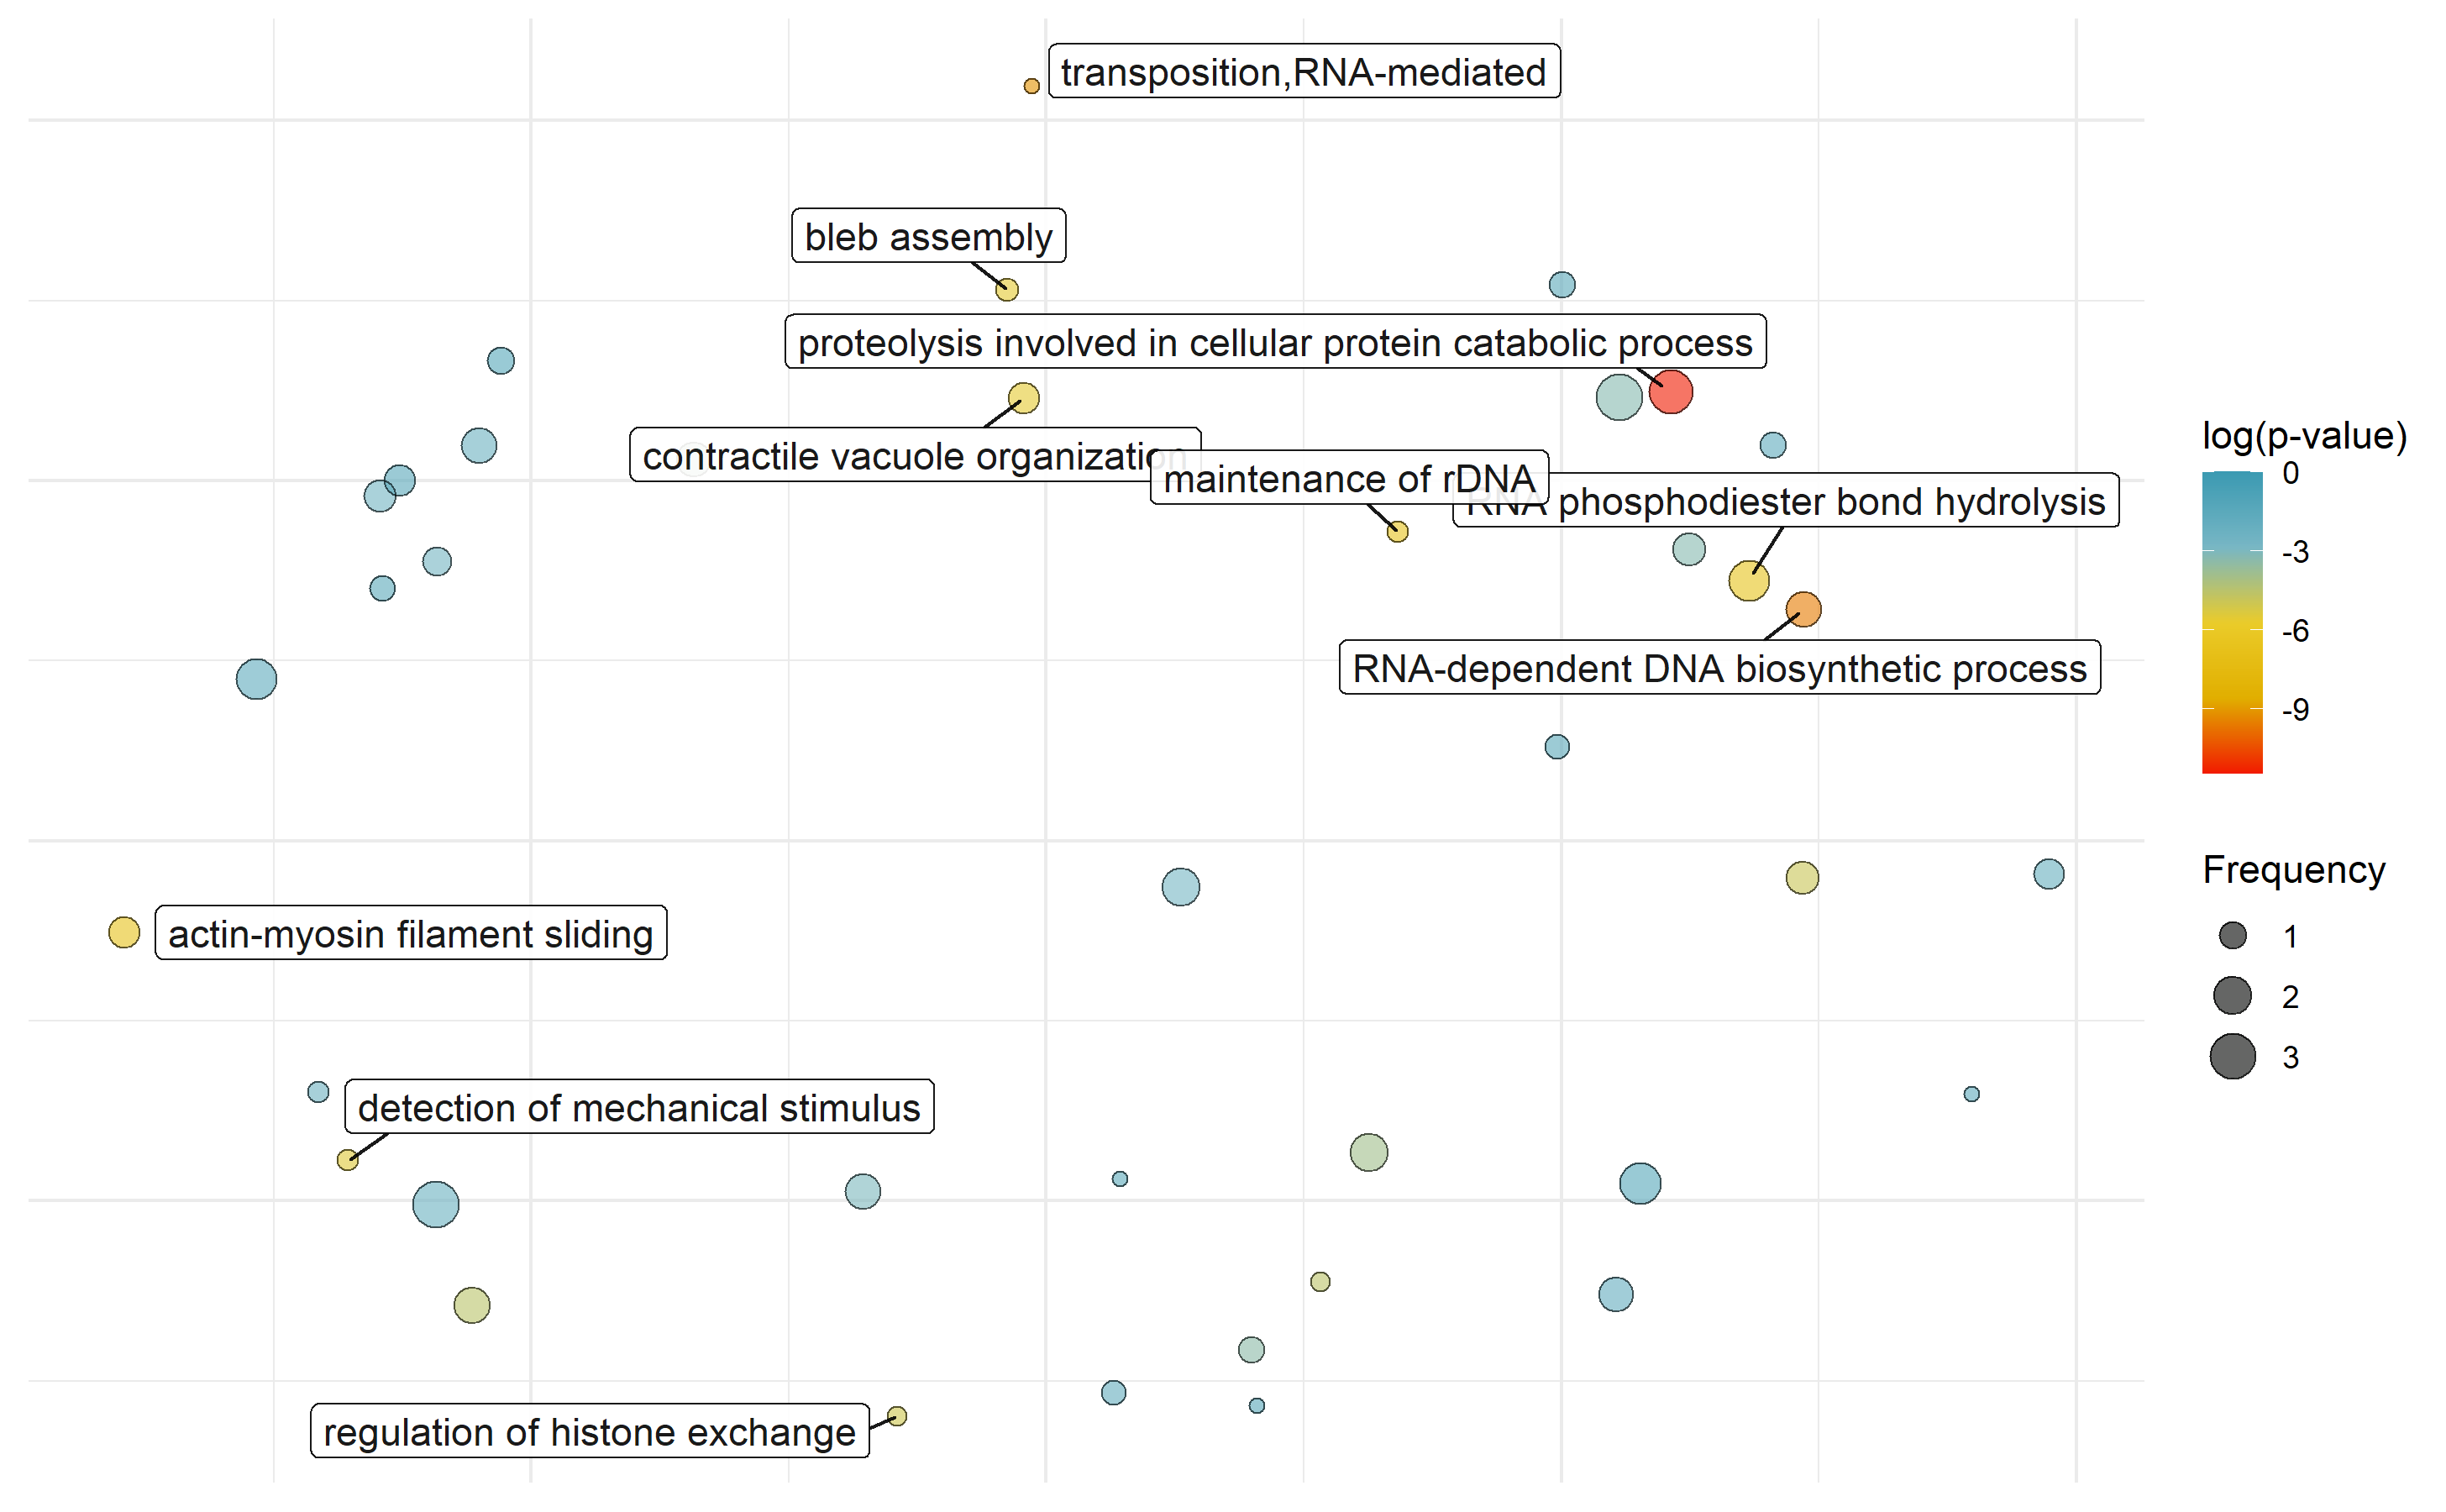 transposition,RNA-mediated
bleb assembly
proteolysis involved in cellular protein catabolic process
contractile vacuole organization
maintenance of rDNA
RNA phosphodiester bond hydrolysis
RNA-dependent DNA biosynthetic process
actin-myosin filament sliding
detection of mechanical stimulus
regulation of histone exchange
log(p-value)
0
-3
-6
-9
Frequency
1
2
3